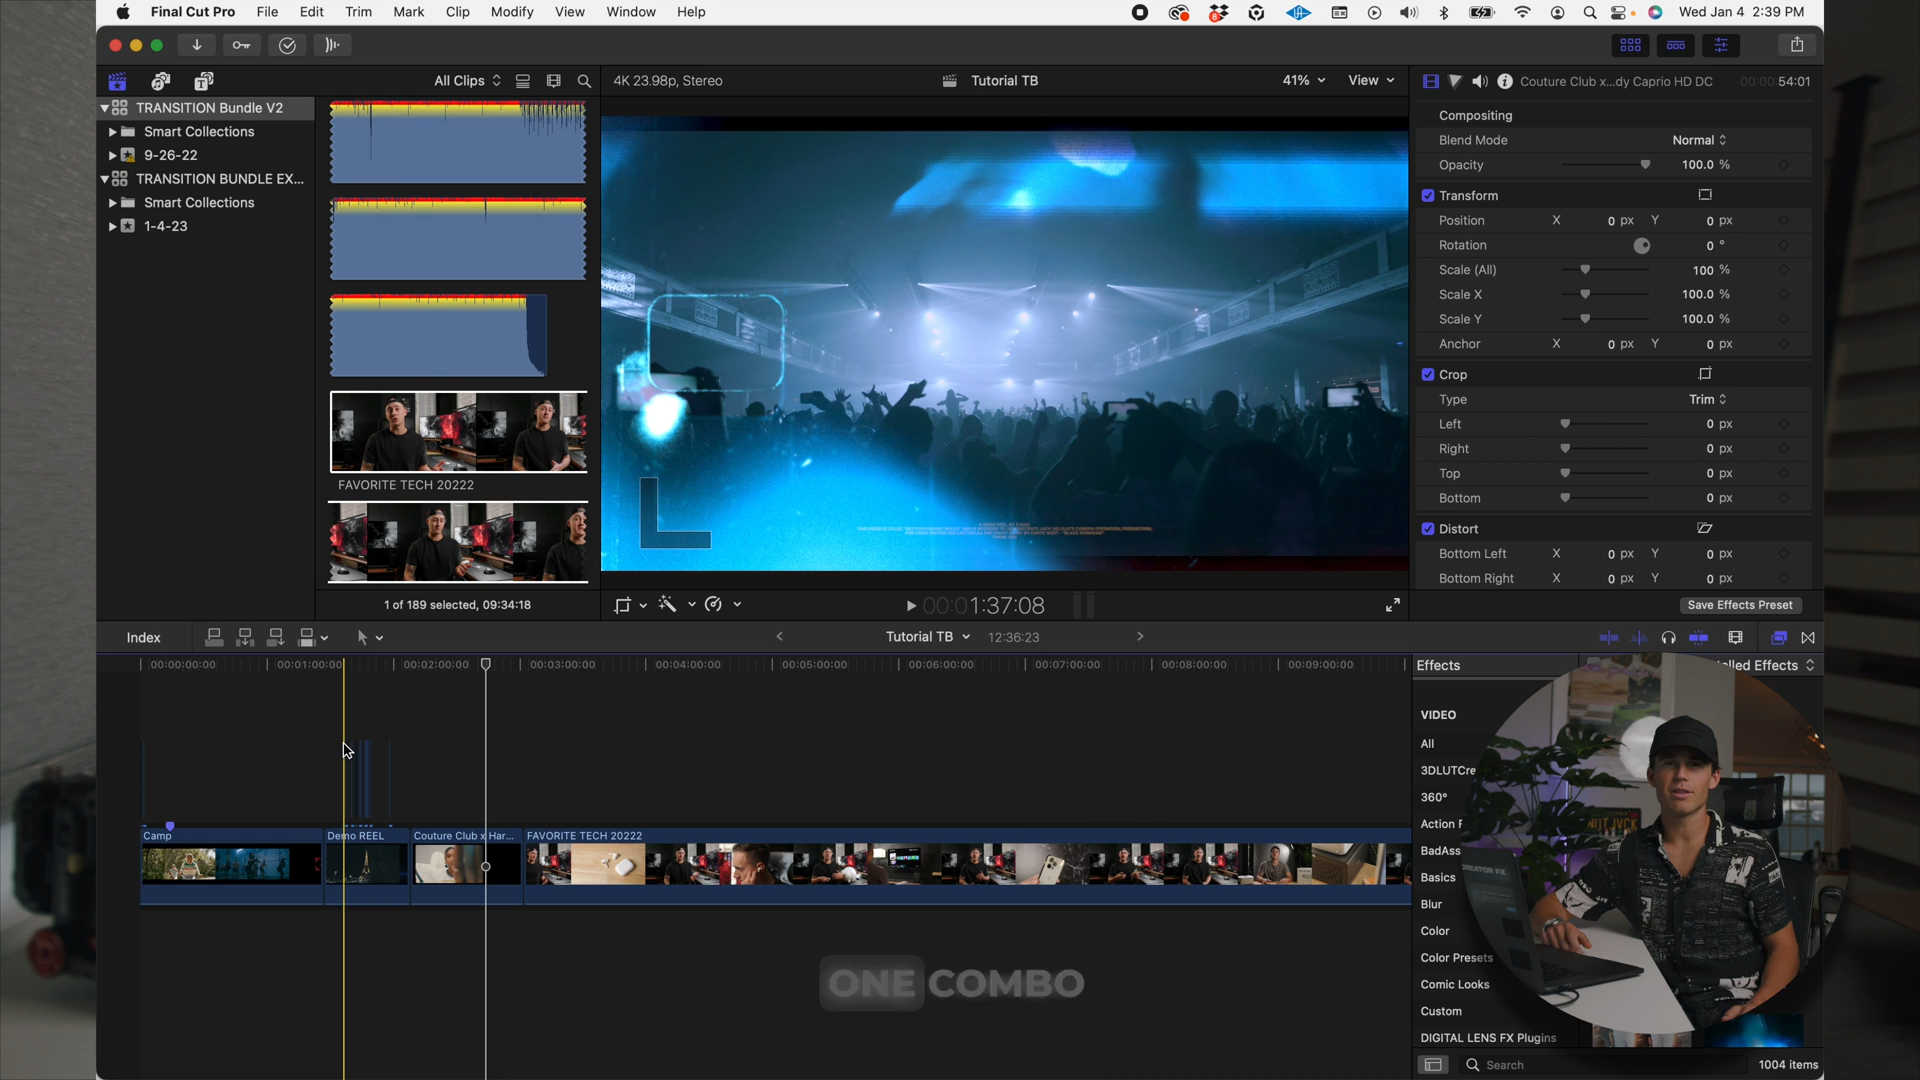 Final Cut Pro File Edit Trim Mark Clip Modify View Window Help Wed Jan 4 2:39 PM
8
All Clips
4K 23.98p, Stereo Tutorial TB 41% View
Couture Club x...dy Caprio HD DC 00:00:54:01
TRANSITION Bundle V2
Smart Collections
9-26-22
TRANSITION BUNDLE EX...
Smart Collections
1-4-23
FAVORITE TECH 20222
1 of 189 selected, 09:34:18
00:01:37:08
Compositing
Blend Mode Normal
Opacity 100.0 %
Transform
Position X 0 px Y 0 px
Rotation 0 °
Scale (All) 100 %
Scale X 100.0 %
Scale Y 100.0 %
Anchor X 0 px Y 0 px
Crop
Type Trim
Left 0 px
Right 0 px
Top 0 px
Bottom 0 px
Distort
Bottom Left X 0 px Y 0 px
Bottom Right X 0 px Y 0 px
Save Effects Preset
Index
Tutorial TB 12:36:23
00:00:00:00 00:01:00:00 00:02:00:00 00:03:00:00 00:04:00:00 00:05:00:00 00:06:00:00 00:07:00:00 00:08:00:00 00:09:00:00
Camp
Demo REEL
Couture Club x Har...
FAVORITE TECH 20222
ONE COMBO
Effects
lled Effects
VIDEO
All
3DLUTCre
360°
Action F
BadAss
Basics
Blur
Color
Color Presets
Comic Looks
Custom
DIGITAL LENS FX Plugins
CREATOR FX
Search
1004 items